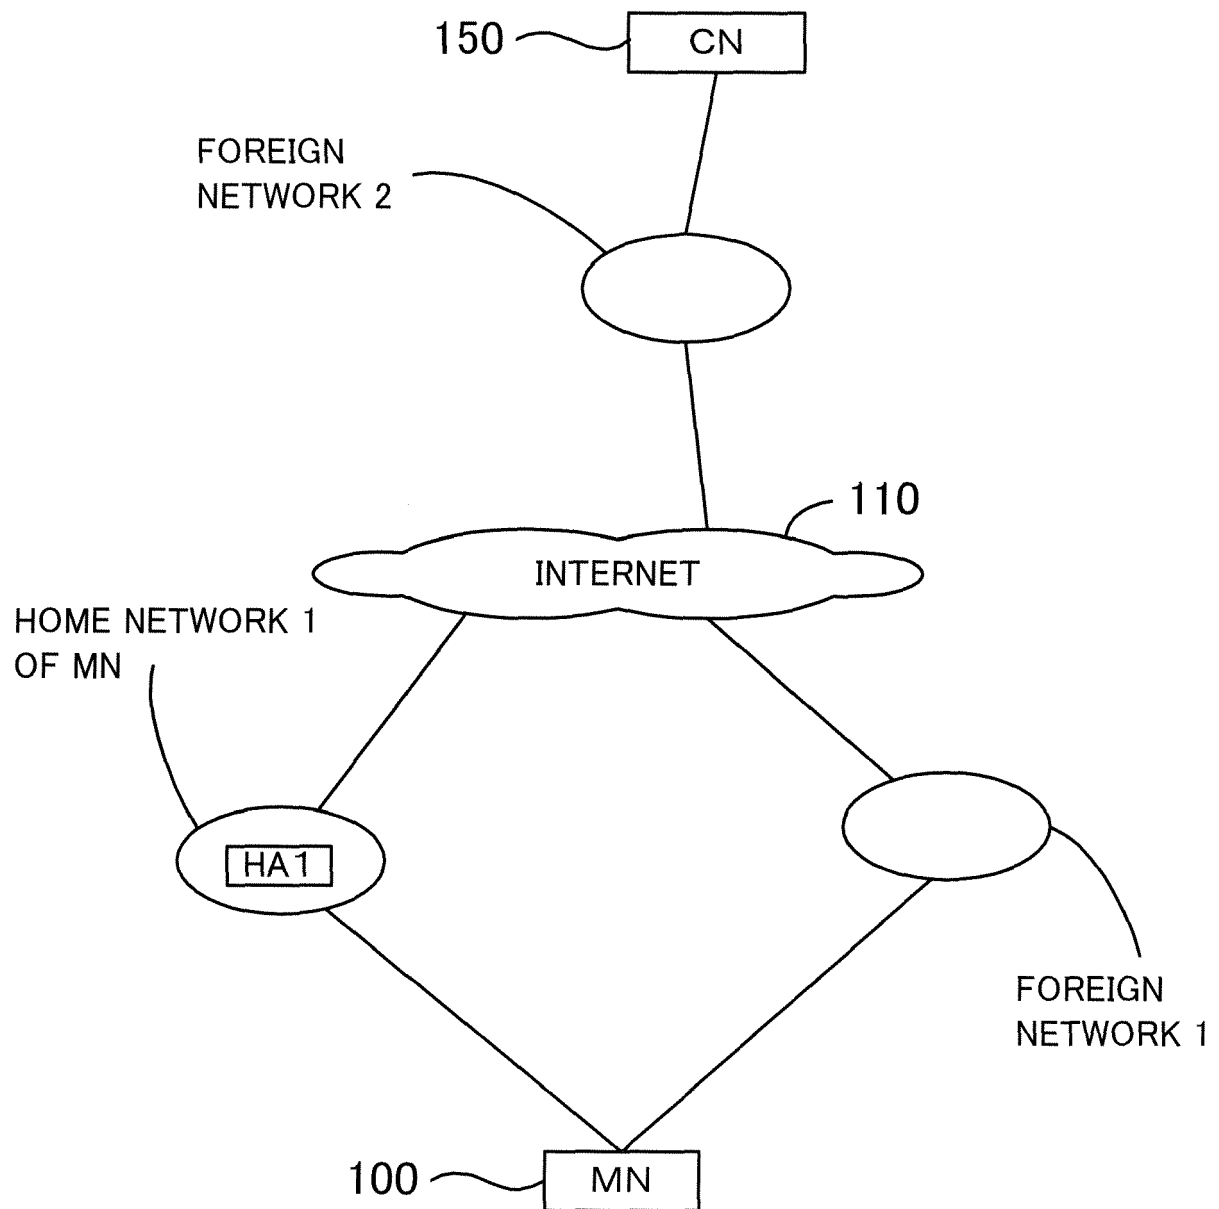 150
CN
FOREIGN
NETWORK 2
110
INTERNET
HOME NETWORK 1
OF MN
HA1
FOREIGN
NETWORK 1
100
MN